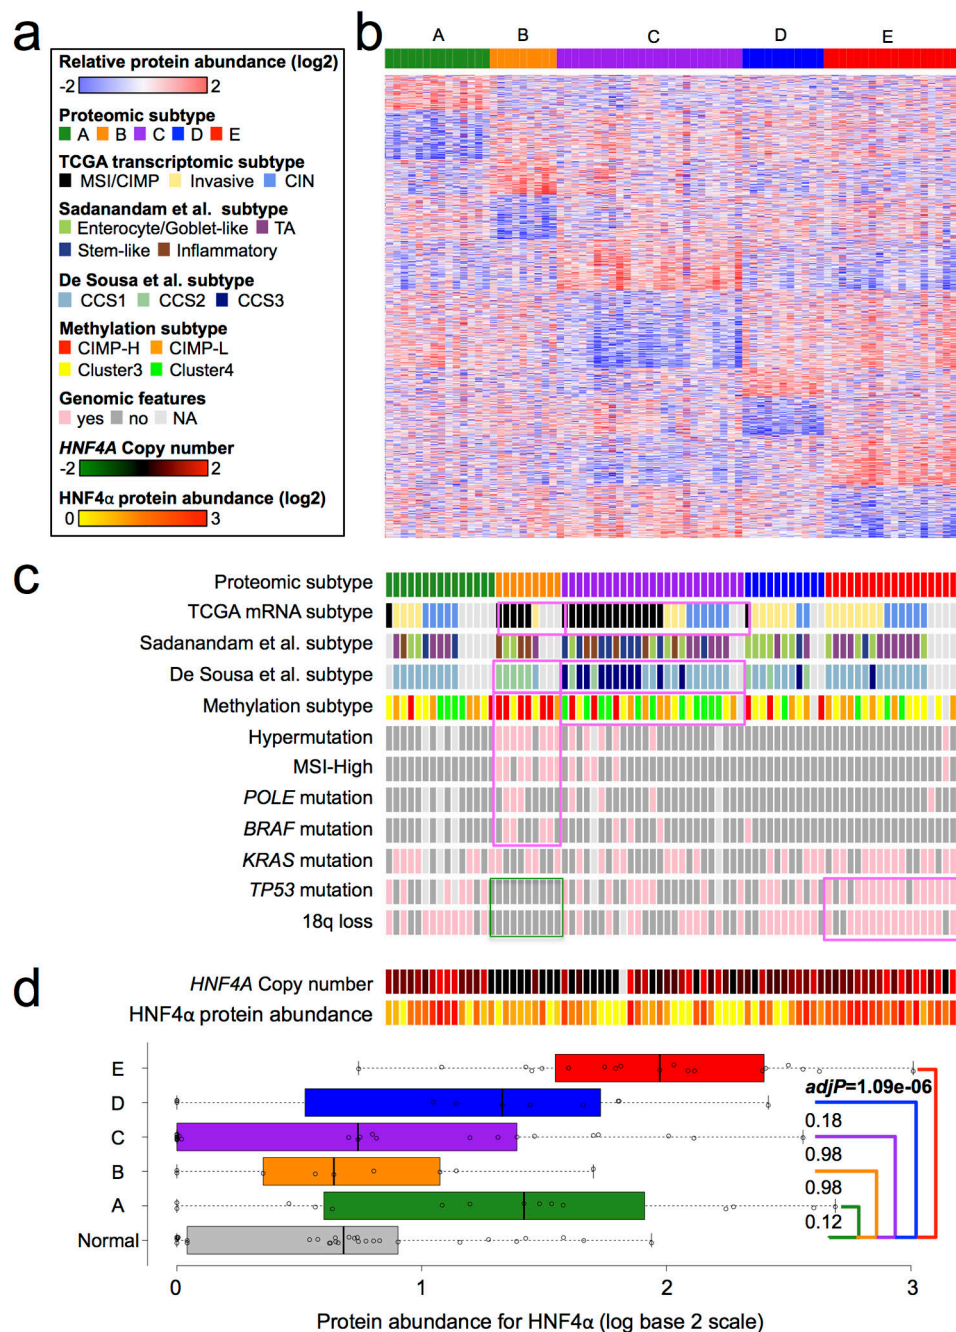 a
Relative protein abundance (log2)
-2 2
Proteomic subtype
A B C D E
TCGA transcriptomic subtype
MSI/CIMP Invasive CIN
Sadanandam et al. subtype
Enterocyte/Goblet-like TA
Stem-like Inflammatory
De Sousa et al. subtype
CCS1 CCS2 CCS3
Methylation subtype
CIMP-H CIMP-L
Cluster3 Cluster4
Genomic features
yes no NA
HNF4A Copy number
-2 2
HNF4α protein abundance (log2)
0 3
b
A B C D E
c
Proteomic subtype
TCGA mRNA subtype
Sadanandam et al. subtype
De Sousa et al. subtype
Methylation subtype
Hypermutation
MSI-High
POLE mutation
BRAF mutation
KRAS mutation
TP53 mutation
18q loss
d
HNF4A Copy number
HNF4α protein abundance
E
D
C
B
A
Normal
adjP=1.09e-06
0.18
0.98
0.98
0.12
0 1 2 3
Protein abundance for HNF4α (log base 2 scale)